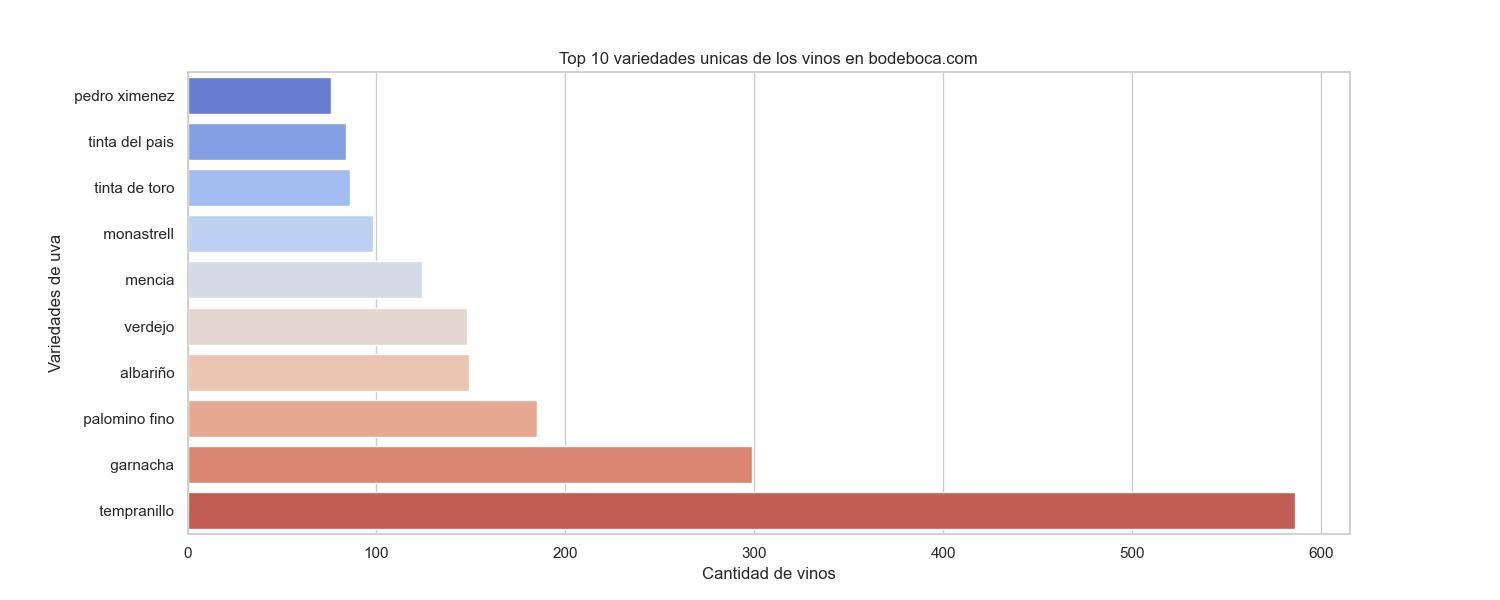 Top 10 variedades unicas de los vinos en bodeboca.com
Variedades de uva
pedro ximenez
tinta del pais
tinta de toro
monastrell
mencia
verdejo
albariño
palomino fino
garnacha
tempranillo
0 100 200 300 400 500 600
Cantidad de vinos